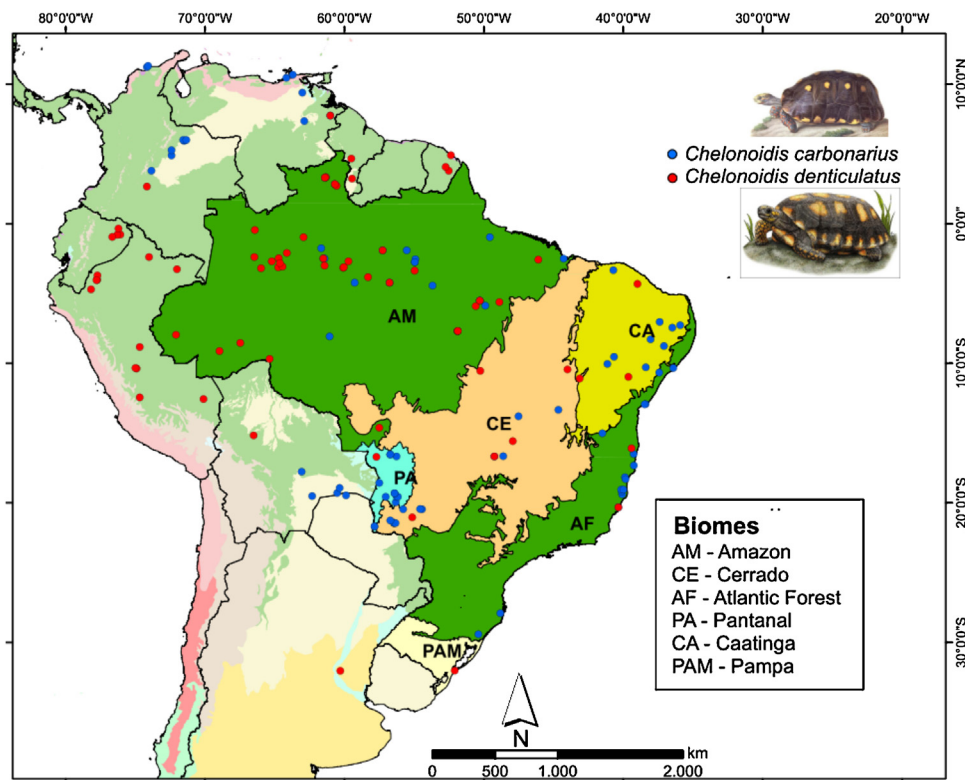 80°0'0"W 70°0'0"W 60°0'0"W 50°0'0"W 40°0'0"W 30°0'0"W 20°0'0"W
10°0'0"N
Chelonoidis carbonarius
Chelonoidis denticulatus
0°0'0"
AM
CA
10°0'0"S
CE
PA
20°0'0"S
AF
Biomes
AM - Amazon
CE - Cerrado
AF - Atlantic Forest
PA - Pantanal
CA - Caatinga
PAM - Pampa
30°0'0"S
PAM
N
km
0 500 1.000 2.000